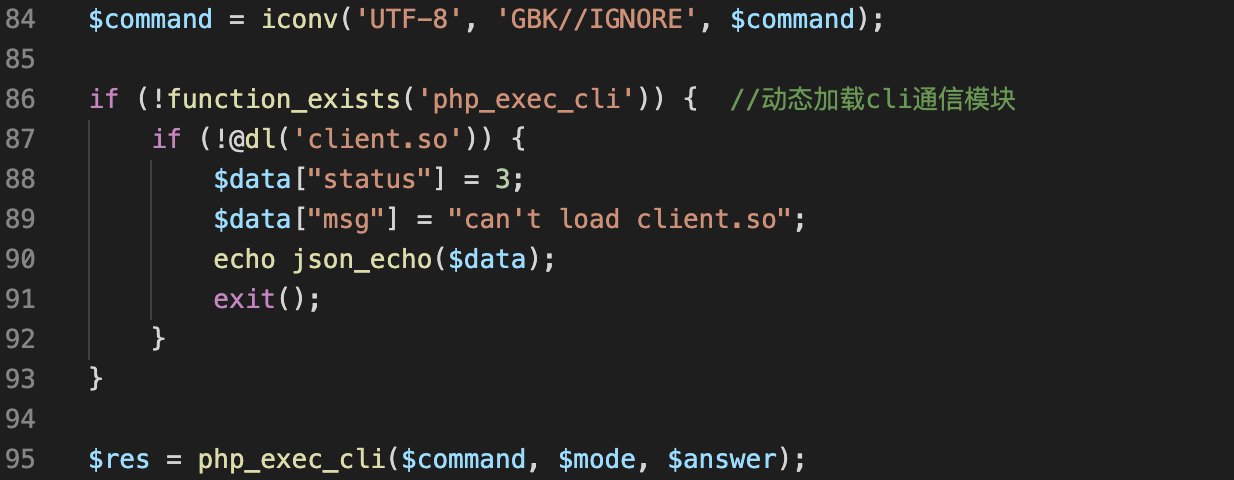 84 $command = iconv('UTF-8', 'GBK//IGNORE', $command);
85
86 if (!function_exists('php_exec_cli')) {  //动态加载cli通信模块
87     if (!@dl('client.so')) {
88         $data["status"] = 3;
89         $data["msg"] = "can't load client.so";
90         echo json_echo($data);
91         exit();
92     }
93 }
94
95 $res = php_exec_cli($command, $mode, $answer);